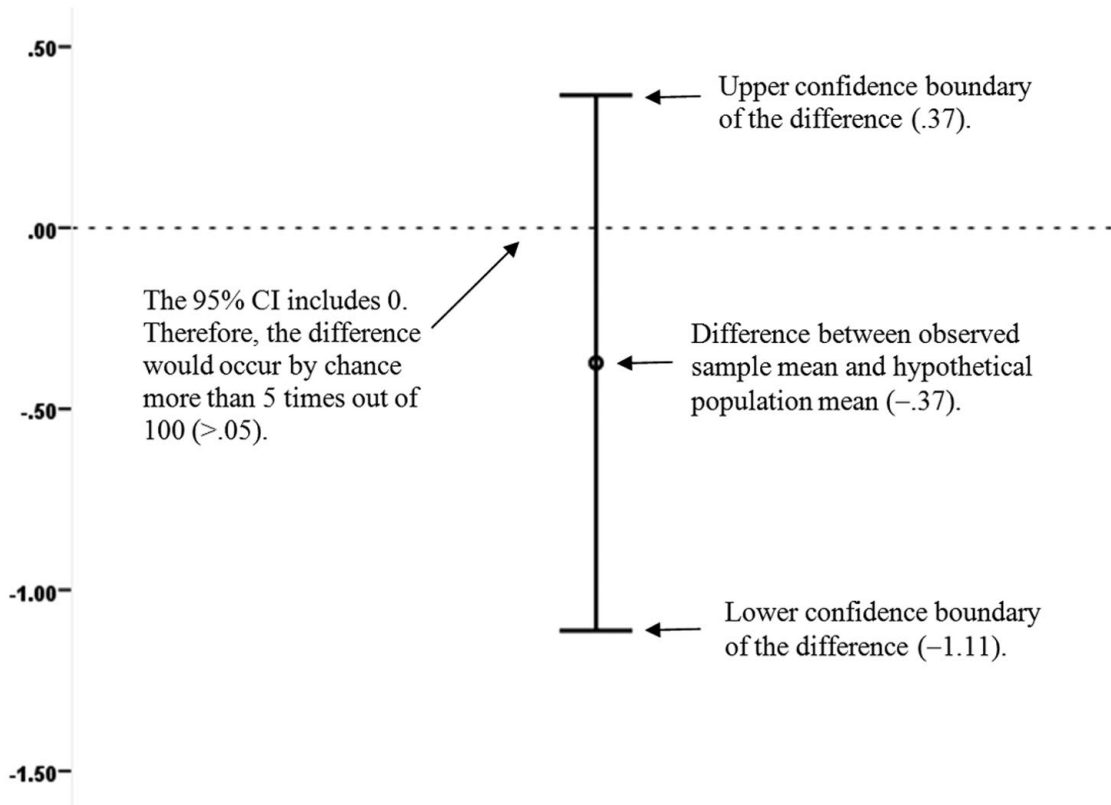 .50
Upper confidence boundary
of the difference (.37).
.00
The 95% CI includes 0.
Therefore, the difference
would occur by chance
more than 5 times out of
100 (>.05).
Difference between observed
sample mean and hypothetical
population mean (–.37).
-.50
-1.00
Lower confidence boundary
of the difference (–1.11).
-1.50